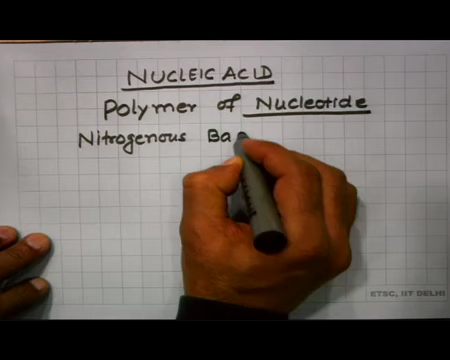 NUCLEIC ACID
Polymer of Nucleotide
Nitrogenous Ba
ETSC, IIT DELHI